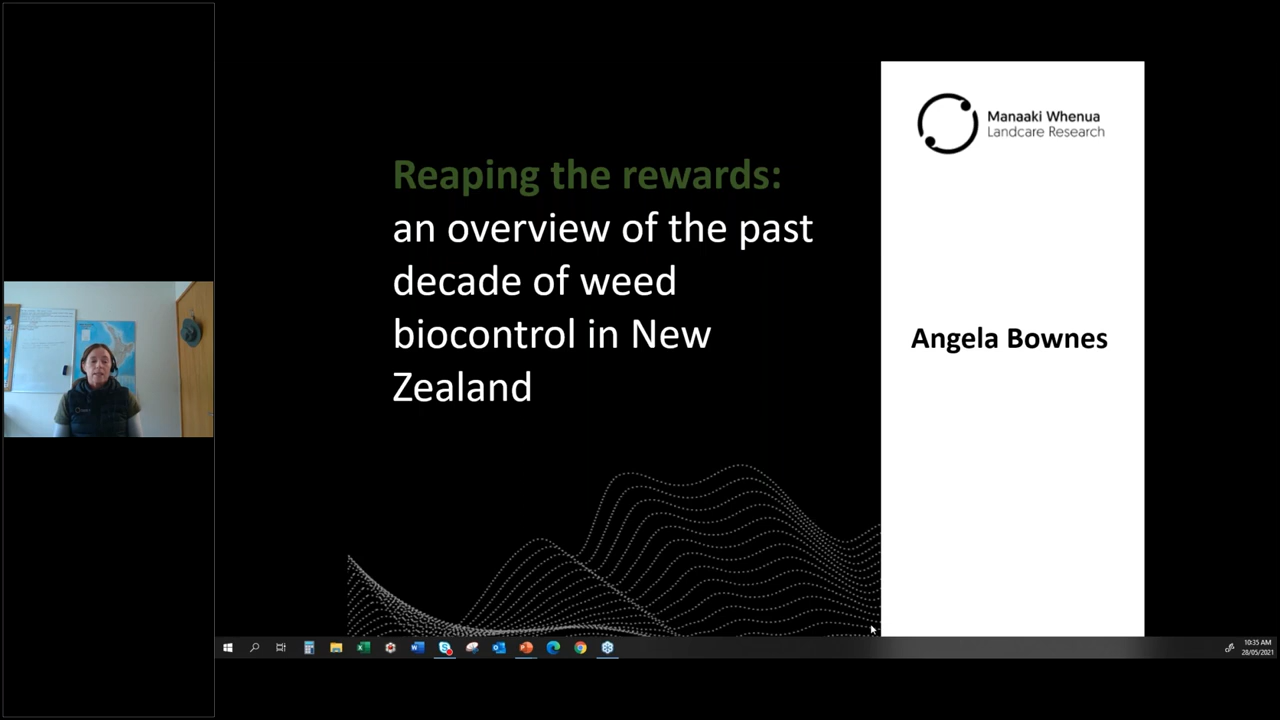 Reaping the rewards:
an overview of the past
decade of weed
biocontrol in New
Zealand
Manaaki Whenua
Landcare Research
Angela Bownes
10:35 AM
28/05/2021